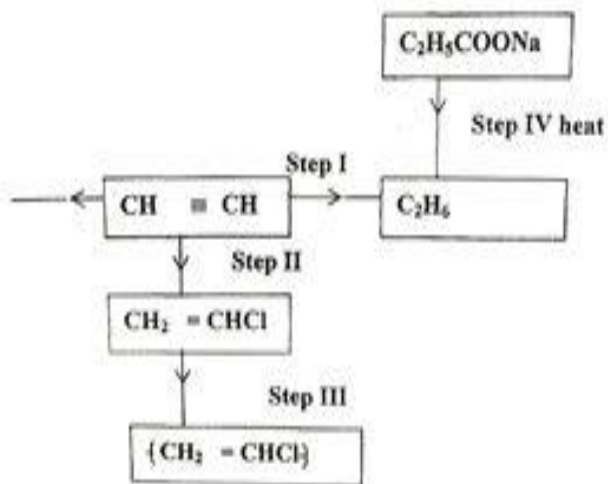 C₂H₅COONa
Step IV heat
Step I
CH ≡ CH
C₂H₆
Step II
CH₂ = CHCl
Step III
{CH₂ = CHCl}